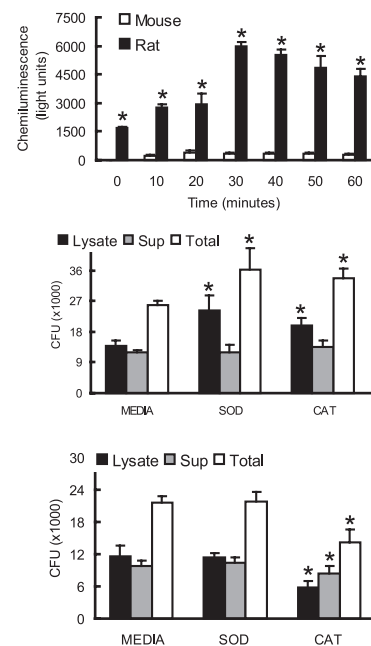 7500
6000
4500
3000
1500
0
Chemiluminescence
(light units)
Mouse
Rat
*
*
*
*
*
*
*
0 10 20 30 40 50 60
Time (minutes)
Lysate Sup Total
36
27
18
9
0
CFU (x1000)
*
*
*
*
MEDIA SOD CAT
Lysate Sup Total
30
24
18
12
6
0
CFU (x1000)
*
*
*
MEDIA SOD CAT